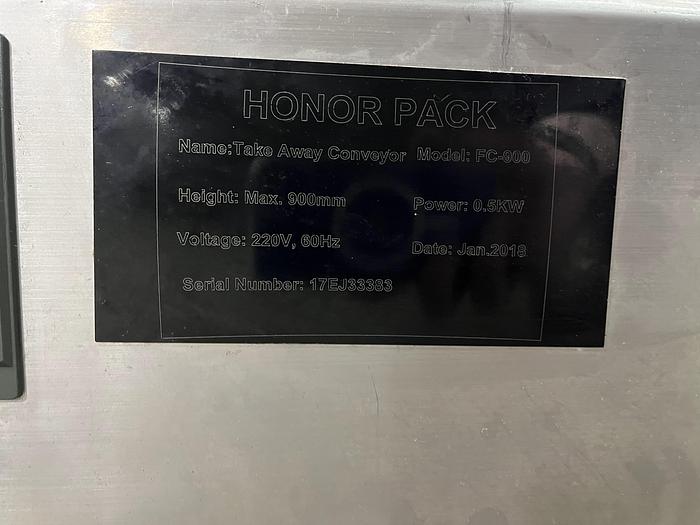 HONOR PACK
Name;Take Away Conveyor Model: FC-900
Height: Max. 900mm Power: 0.5KW
Voltage: 220V, 60Hz Date: Jan.2018
Serial Number: 17EJ33383